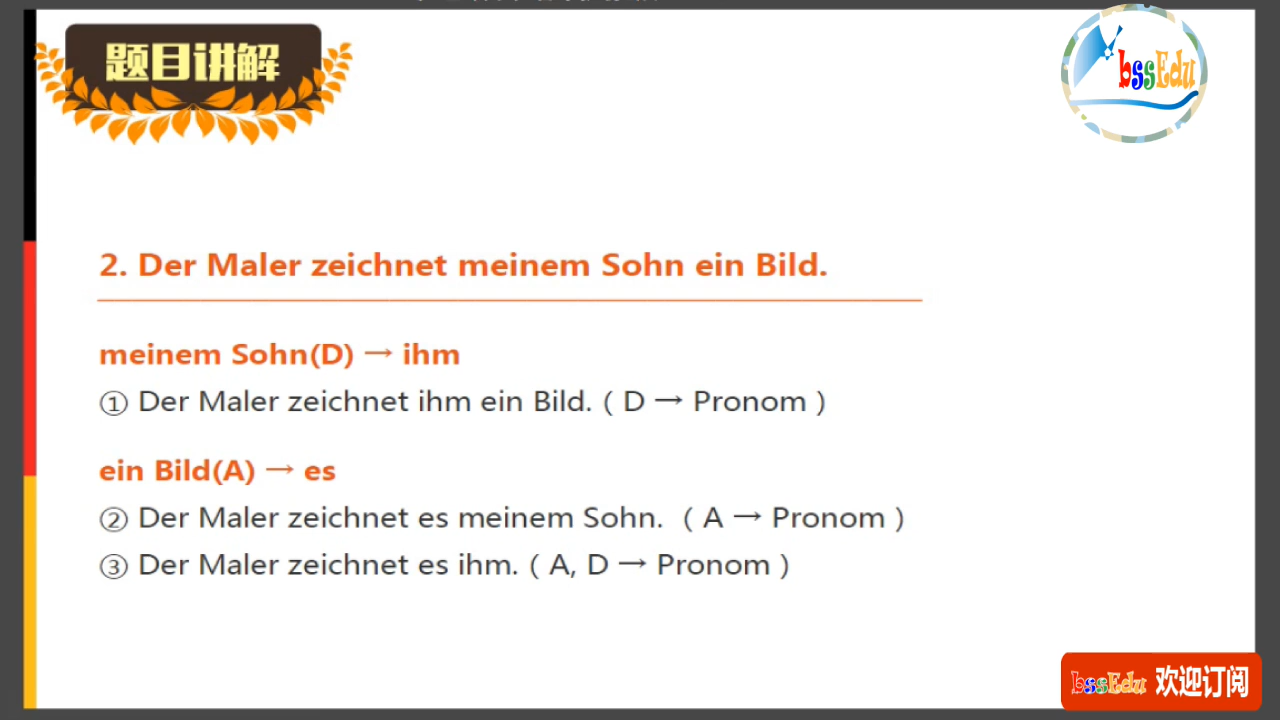 题目讲解
bssEdu
2. Der Maler zeichnet meinem Sohn ein Bild.
meinem Sohn(D) → ihm
① Der Maler zeichnet ihm ein Bild. ( D → Pronom )
ein Bild(A) → es
② Der Maler zeichnet es meinem Sohn. ( A → Pronom )
③ Der Maler zeichnet es ihm. ( A, D → Pronom )
bssEdu 欢迎订阅